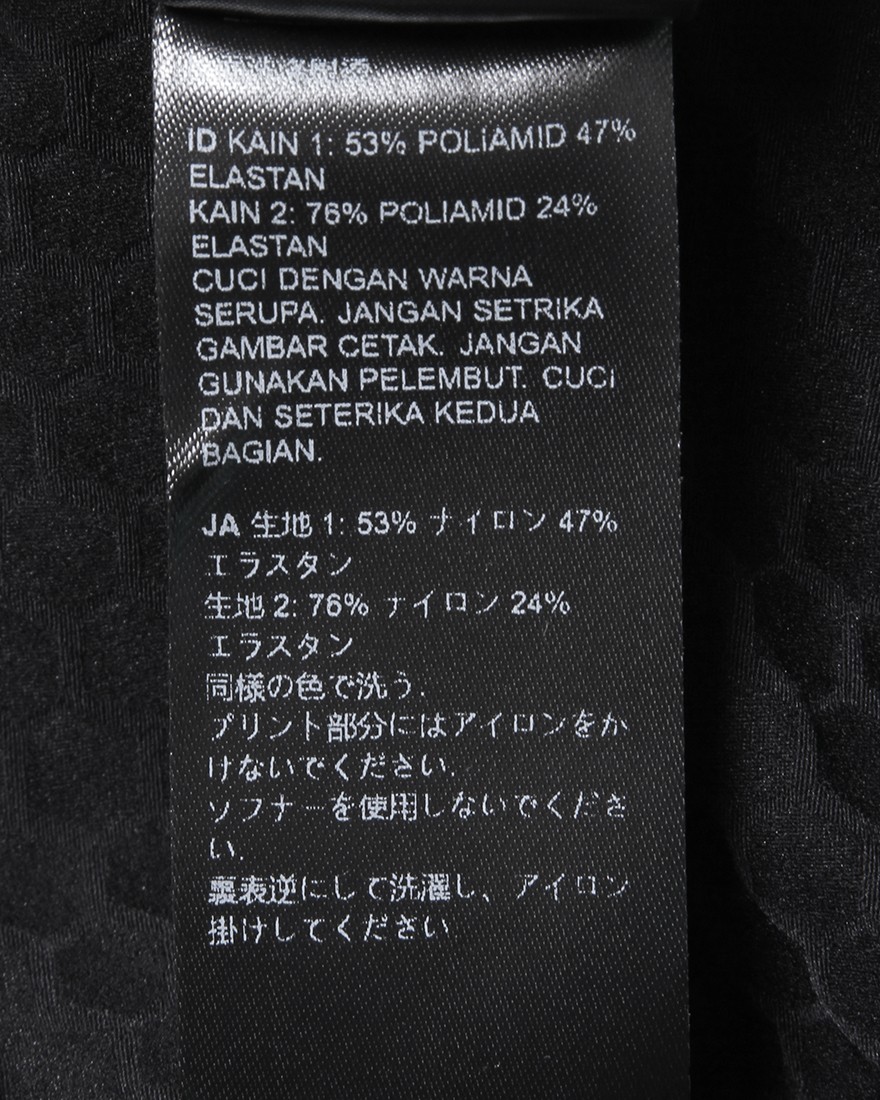 ID KAIN 1: 53% POLIAMID 47%
ELASTAN
KAIN 2: 76% POLIAMID 24%
ELASTAN
CUCI DENGAN WARNA
SERUPA. JANGAN SETRIKA
GAMBAR CETAK. JANGAN
GUNAKAN PELEMBUT. CUCI
DAN SETERIKA KEDUA
BAGIAN.
JA 生地 1: 53% ナイロン 47%
エラスタン
生地 2: 76% ナイロン 24%
エラスタン
同様の色で洗う.
プリント部分にはアイロンをか
けないでください.
ソフナーを使用しないでくださ
い.
裏表逆にして洗濯し、アイロン
掛けしてください